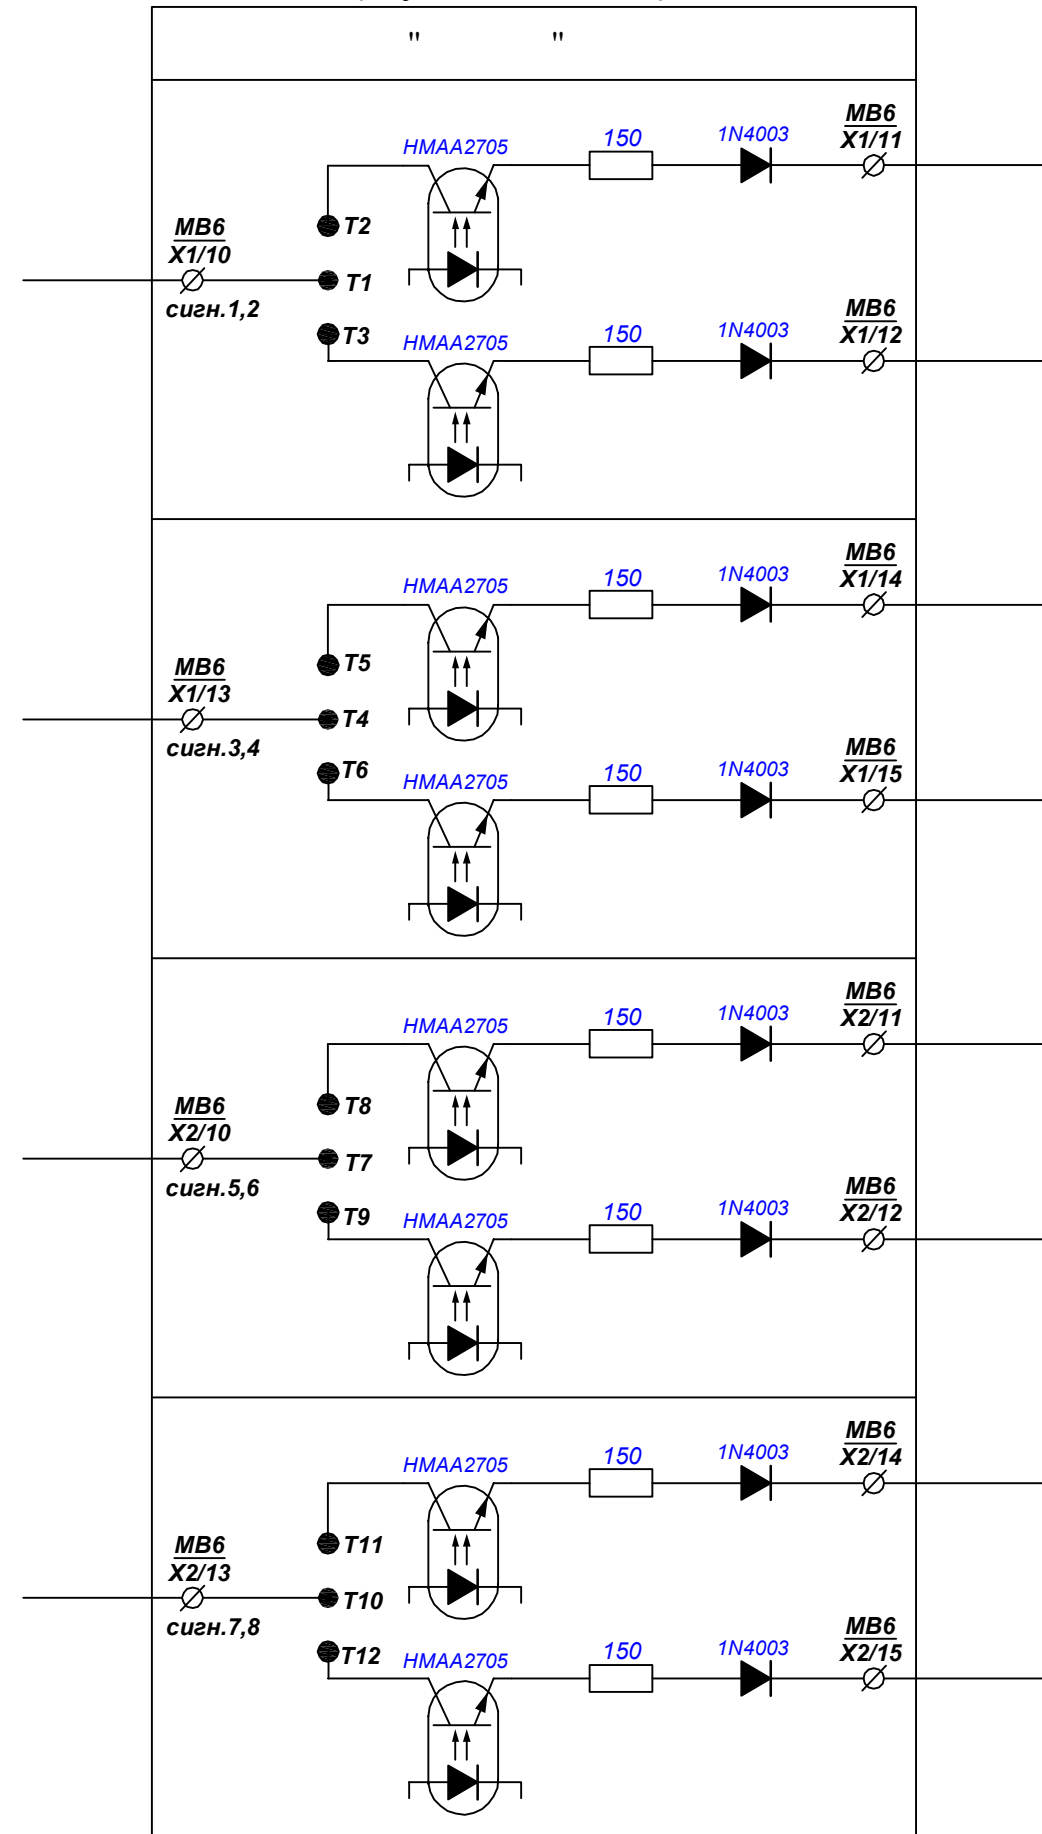 " "
HMAA2705
150
1N4003
MB6
X1/11
T2
MB6
X1/10
T1
сигн.1,2
T3
HMAA2705
150
1N4003
MB6
X1/12
HMAA2705
150
1N4003
MB6
X1/14
T5
MB6
X1/13
T4
сигн.3,4
T6
HMAA2705
150
1N4003
MB6
X1/15
HMAA2705
150
1N4003
MB6
X2/11
T8
MB6
X2/10
T7
сигн.5,6
T9
HMAA2705
150
1N4003
MB6
X2/12
HMAA2705
150
1N4003
MB6
X2/14
T11
MB6
X2/13
T10
сигн.7,8
T12
HMAA2705
150
1N4003
MB6
X2/15